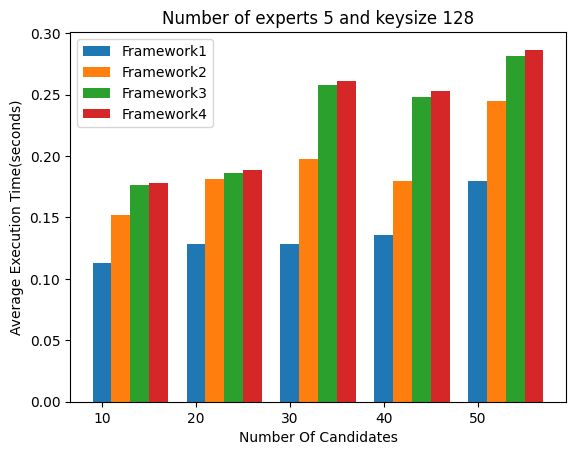 Number of experts 5 and keysize 128
Framework1
Framework2
Framework3
Framework4
Average Execution Time(seconds)
0.30
0.25
0.20
0.15
0.10
0.05
0.00
10 20 30 40 50
Number Of Candidates